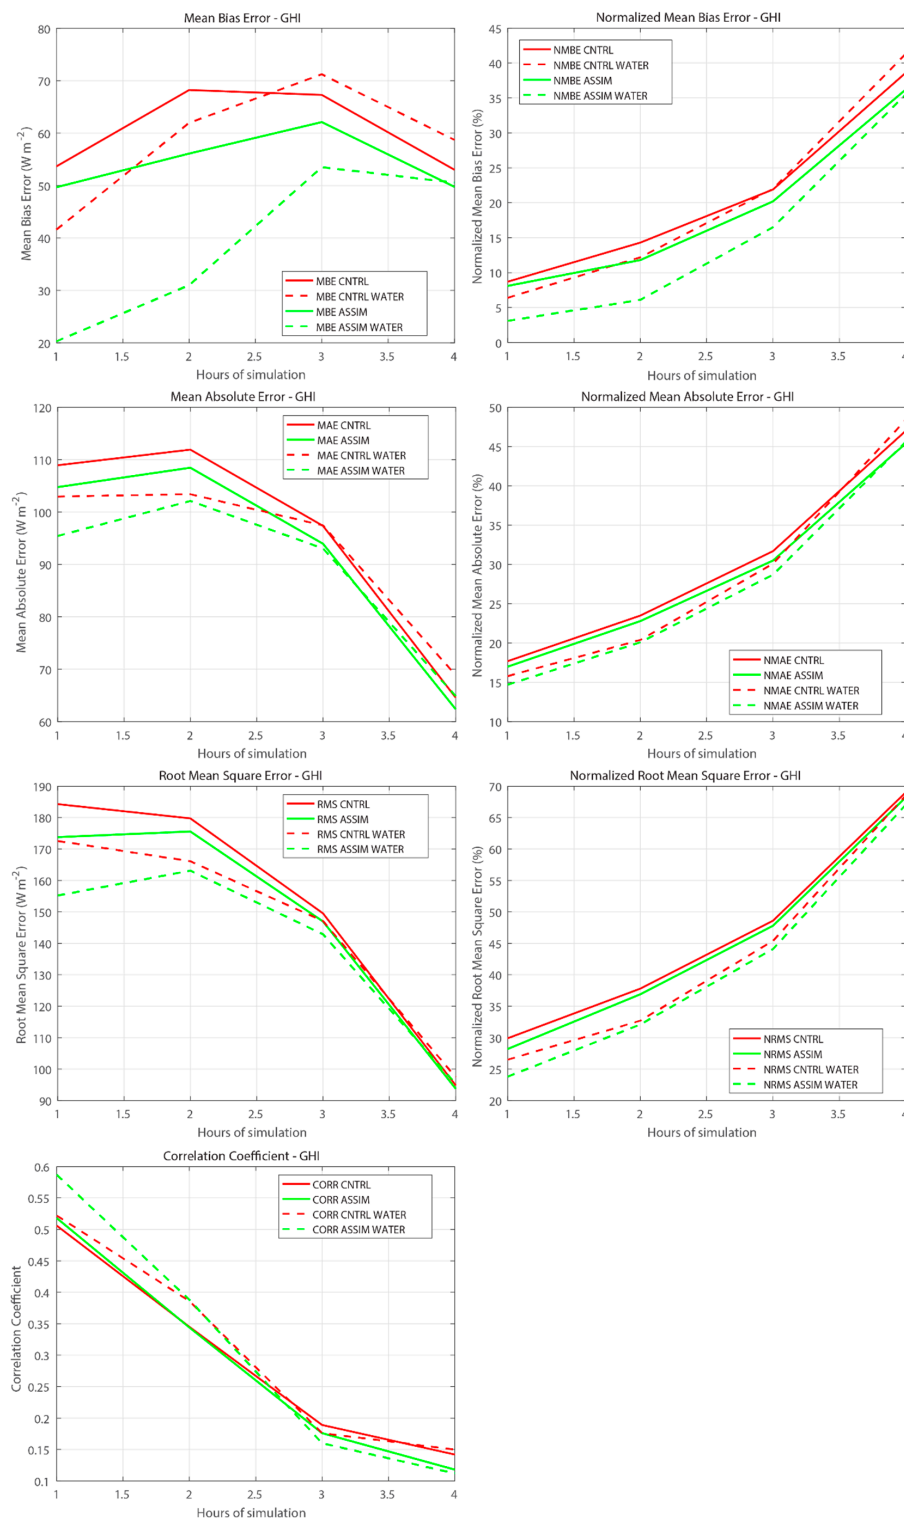 Mean Bias Error - GHI
80
70
60
50
40
30
20
Mean Bias Error (W m-2)
MBE CNTRL
MBE CNTRL WATER
MBE ASSIM
MBE ASSIM WATER
1 1.5 2 2.5 3 3.5 4
Hours of simulation
Normalized Mean Bias Error - GHI
45
40
35
30
25
20
15
10
5
0
Normalized Mean Bias Error (%)
NMBE CNTRL
NMBE CNTRL WATER
NMBE ASSIM
NMBE ASSIM WATER
1 1.5 2 2.5 3 3.5 4
Hours of simulation
Mean Absolute Error - GHI
120
110
100
90
80
70
60
Mean Absolute Error (W m-2)
MAE CNTRL
MAE ASSIM
MAE CNTRL WATER
MAE ASSIM WATER
1 1.5 2 2.5 3 3.5 4
Hours of simulation
Normalized Mean Absolute Error - GHI
50
45
40
35
30
25
20
15
10
Normalized Mean Absolute Error (%)
NMAE CNTRL
NMAE ASSIM
NMAE CNTRL WATER
NMAE ASSIM WATER
1 1.5 2 2.5 3 3.5 4
Hours of simulation
Root Mean Square Error - GHI
190
180
170
160
150
140
130
120
110
100
90
Root Mean Square Error (W m-2)
RMS CNTRL
RMS ASSIM
RMS CNTRL WATER
RMS ASSIM WATER
1 1.5 2 2.5 3 3.5 4
Hours of simulation
Normalized Root Mean Square Error - GHI
70
65
60
55
50
45
40
35
30
25
20
Normalized Root Mean Square Error (%)
NRMS CNTRL
NRMS ASSIM
NRMS CNTRL WATER
NRMS ASSIM WATER
1 1.5 2 2.5 3 3.5 4
Hours of simulation
Correlation Coefficient - GHI
0.6
0.55
0.5
0.45
0.4
0.35
0.3
0.25
0.2
0.15
0.1
Correlation Coefficient
CORR CNTRL
CORR ASSIM
CORR CNTRL WATER
CORR ASSIM WATER
1 1.5 2 2.5 3 3.5 4
Hours of simulation